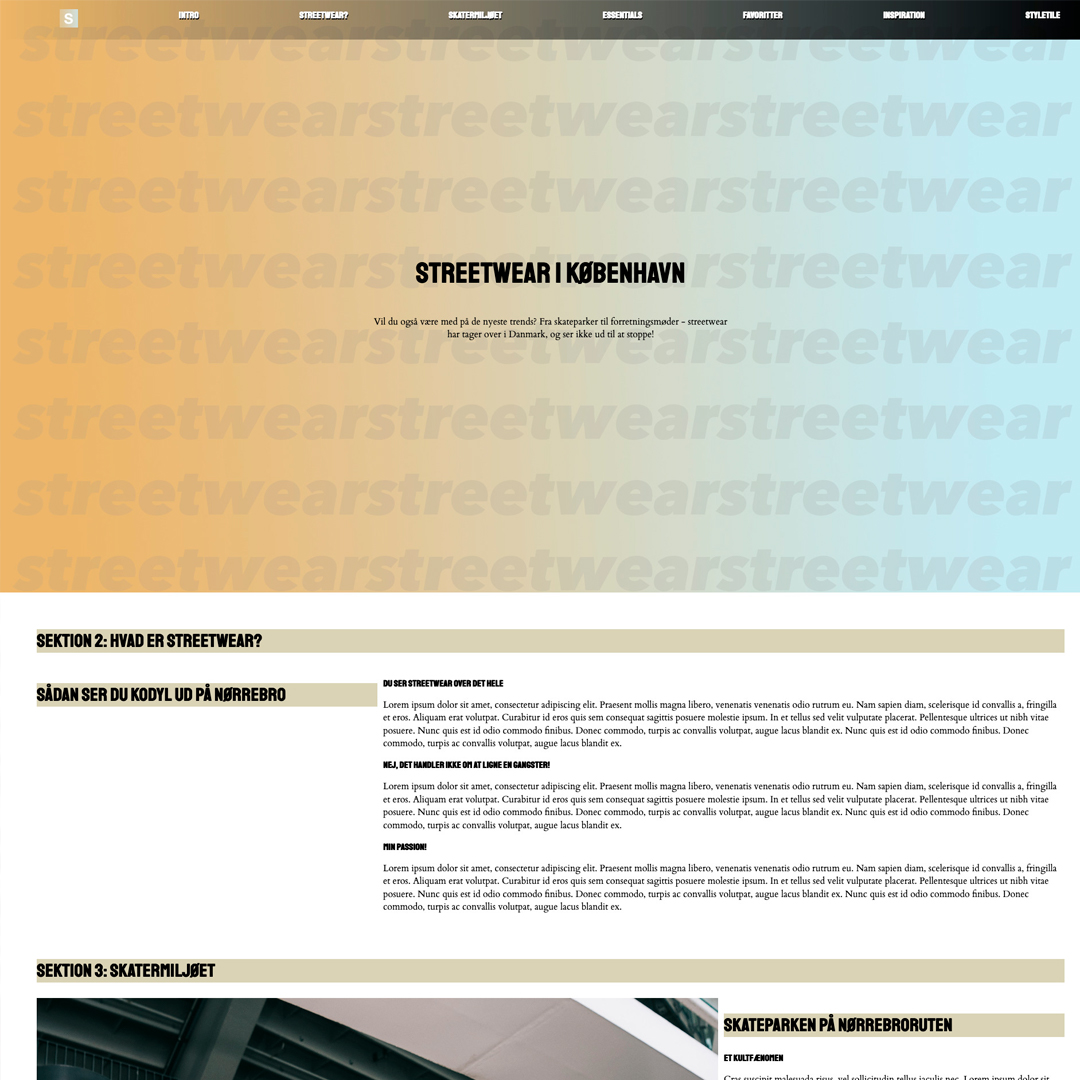 S
INTRO
STREETWEAR?
SKATERMILJØET
ESSENTIALS
FAVORITTER
INSPIRATION
STYLETILE
streetwearstreetwear
streetwearstreetwear
streetwearstreetwear
streetwearstreetwear
STREETWEAR I KØBENHAVN
Vil du også være med på de nyeste trends? Fra skateparker til forretningsmøder - streetwear
har tager over i Danmark, og ser ikke ud til at stoppe!
streetwearstreetwear
streetwearstreetwear
streetwearstreetwear
streetwearstreetwear
SEKTION 2: HVAD ER STREETWEAR?
SÅDAN SER DU KODYL UD PÅ NØRREBRO
DU SER STREETWEAR OVER DET HELE
Lorem ipsum dolor sit amet, consectetur adipiscing elit. Praesent mollis magna libero, venenatis venenatis odio rutrum eu. Nam sapien diam, scelerisque id convallis a, fringilla
et eros. Aliquam erat volutpat. Curabitur id eros quis sem consequat sagittis posuere molestie ipsum. In et tellus sed velit vulputate placerat. Pellentesque ultrices ut nibh vitae
posuere. Nunc quis est id odio commodo finibus. Donec commodo, turpis ac convallis volutpat, augue lacus blandit ex. Nunc quis est id odio commodo finibus. Donec
commodo, turpis ac convallis volutpat, augue lacus blandit ex.
NEJ, DET HANDLER IKKE OM AT LIGNE EN GANGSTER!
Lorem ipsum dolor sit amet, consectetur adipiscing elit. Praesent mollis magna libero, venenatis venenatis odio rutrum eu. Nam sapien diam, scelerisque id convallis a, fringilla
et eros. Aliquam erat volutpat. Curabitur id eros quis sem consequat sagittis posuere molestie ipsum. In et tellus sed velit vulputate placerat. Pellentesque ultrices ut nibh vitae
posuere. Nunc quis est id odio commodo finibus. Donec commodo, turpis ac convallis volutpat, augue lacus blandit ex. Nunc quis est id odio commodo finibus. Donec
commodo, turpis ac convallis volutpat, augue lacus blandit ex.
MIN PASSION!
Lorem ipsum dolor sit amet, consectetur adipiscing elit. Praesent mollis magna libero, venenatis venenatis odio rutrum eu. Nam sapien diam, scelerisque id convallis a, fringilla
et eros. Aliquam erat volutpat. Curabitur id eros quis sem consequat sagittis posuere molestie ipsum. In et tellus sed velit vulputate placerat. Pellentesque ultrices ut nibh vitae
posuere. Nunc quis est id odio commodo finibus. Donec commodo, turpis ac convallis volutpat, augue lacus blandit ex. Nunc quis est id odio commodo finibus. Donec
commodo, turpis ac convallis volutpat, augue lacus blandit ex.
SEKTION 3: SKATERMILJØET
SKATEPARKEN PÅ NØRREBRORUTEN
ET KULTFÆNOMEN
Cras suscipit malesuada risus, vel sollicitudin tellus iaculis nec. Lorem ipsum dolor sit